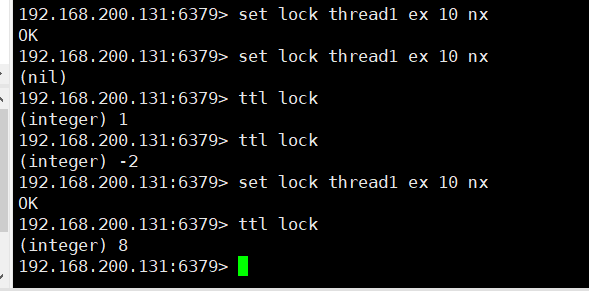 192.168.200.131:6379> set lock thread1 ex 10 nx
OK
192.168.200.131:6379> set lock thread1 ex 10 nx
(nil)
192.168.200.131:6379> ttl lock
(integer) 1
192.168.200.131:6379> ttl lock
(integer) -2
192.168.200.131:6379> set lock thread1 ex 10 nx
OK
192.168.200.131:6379> ttl lock
(integer) 8
192.168.200.131:6379>